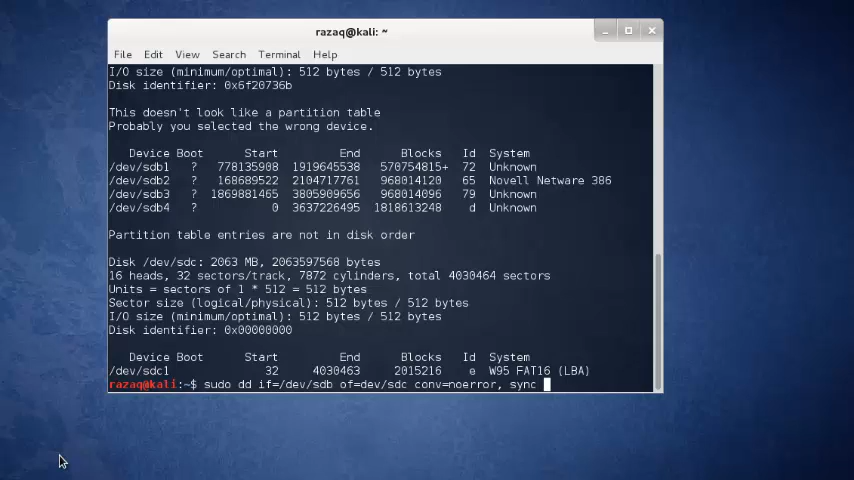 razaq@kali: ~
File Edit View Search Terminal Help
I/O size (minimum/optimal): 512 bytes / 512 bytes
Disk identifier: 0x6f20736b
This doesn't look like a partition table
Probably you selected the wrong device.
Device Boot Start End Blocks Id System
/dev/sdb1 ? 778135908 1919645538 570754815+ 72 Unknown
/dev/sdb2 ? 168689522 2104717761 968014120 65 Novell Netware 386
/dev/sdb3 ? 1869881465 3805909656 968014096 79 Unknown
/dev/sdb4 ? 0 3637226495 1818613248 d Unknown
Partition table entries are not in disk order
Disk /dev/sdc: 2063 MB, 2063597568 bytes
16 heads, 32 sectors/track, 7872 cylinders, total 4030464 sectors
Units = sectors of 1 * 512 = 512 bytes
Sector size (logical/physical): 512 bytes / 512 bytes
I/O size (minimum/optimal): 512 bytes / 512 bytes
Disk identifier: 0x00000000
Device Boot Start End Blocks Id System
/dev/sdc1 32 4030463 2015216 e W95 FAT16 (LBA)
razaq@kali:~$ sudo dd if=/dev/sdb of=dev/sdc conv=noerror, sync